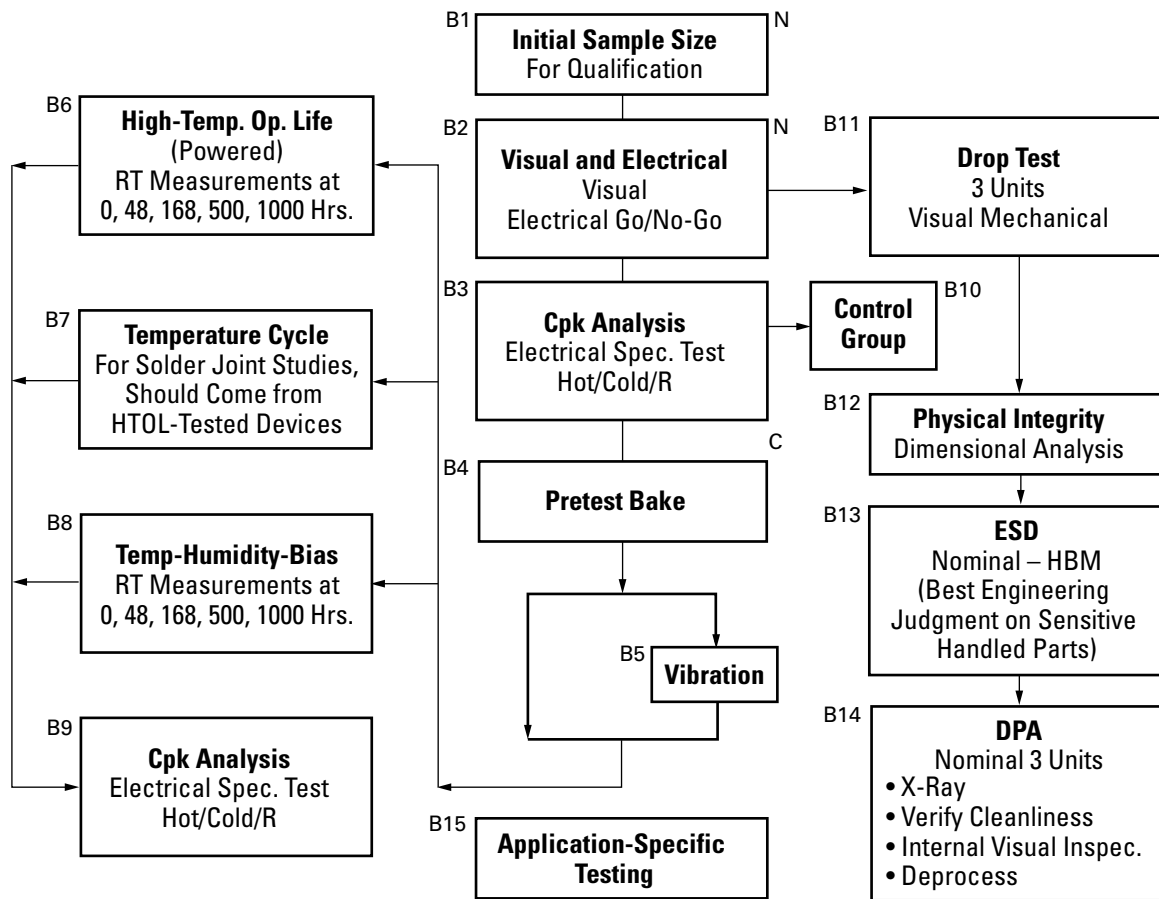 B1
N
Initial Sample Size
For Qualification
B2
N
Visual and Electrical
Visual
Electrical Go/No-Go
B3
Cpk Analysis
Electrical Spec. Test
Hot/Cold/R
C
B4
Pretest Bake
B5
Vibration
B6
High-Temp. Op. Life
(Powered)
RT Measurements at
0, 48, 168, 500, 1000 Hrs.
B7
Temperature Cycle
For Solder Joint Studies,
Should Come from
HTOL-Tested Devices
B8
Temp-Humidity-Bias
RT Measurements at
0, 48, 168, 500, 1000 Hrs.
B9
Cpk Analysis
Electrical Spec. Test
Hot/Cold/R
B10
Control
Group
B11
Drop Test
3 Units
Visual Mechanical
B12
Physical Integrity
Dimensional Analysis
B13
ESD
Nominal – HBM
(Best Engineering
Judgment on Sensitive
Handled Parts)
B14
DPA
Nominal 3 Units
• X-Ray
• Verify Cleanliness
• Internal Visual Inspec.
• Deprocess
B15
Application-Specific
Testing